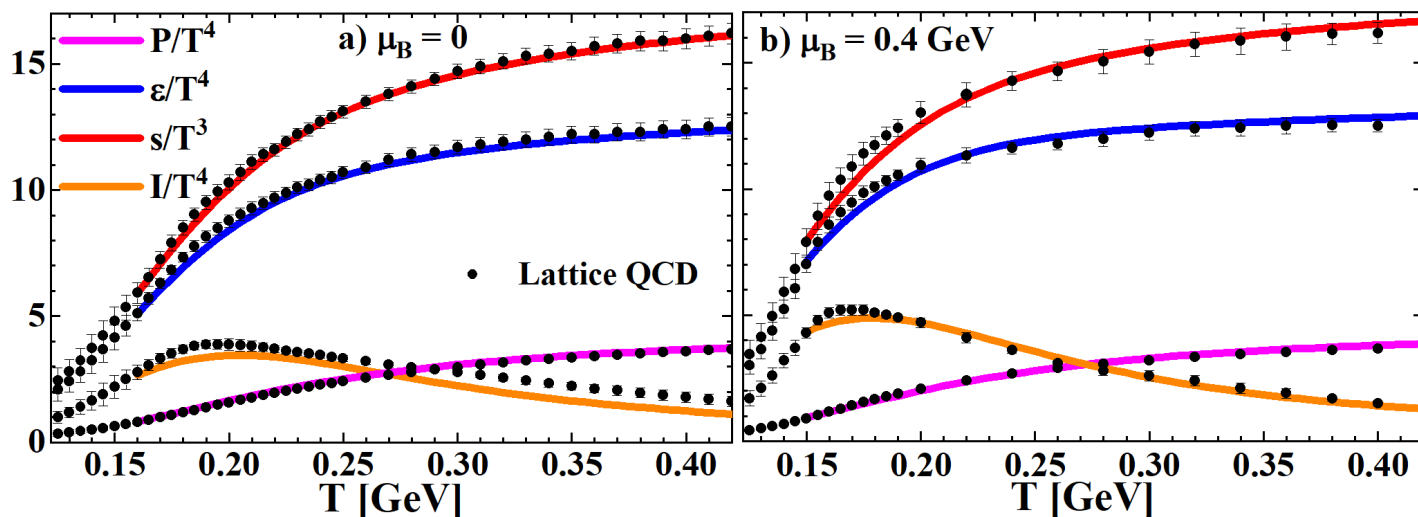 P/T⁴
ε/T⁴
s/T³
I/T⁴
a) μ_B = 0
b) μ_B = 0.4 GeV
Lattice QCD
15
10
5
0
0.15 0.20 0.25 0.30 0.35 0.40
0.15 0.20 0.25 0.30 0.35 0.40
T [GeV]
T [GeV]